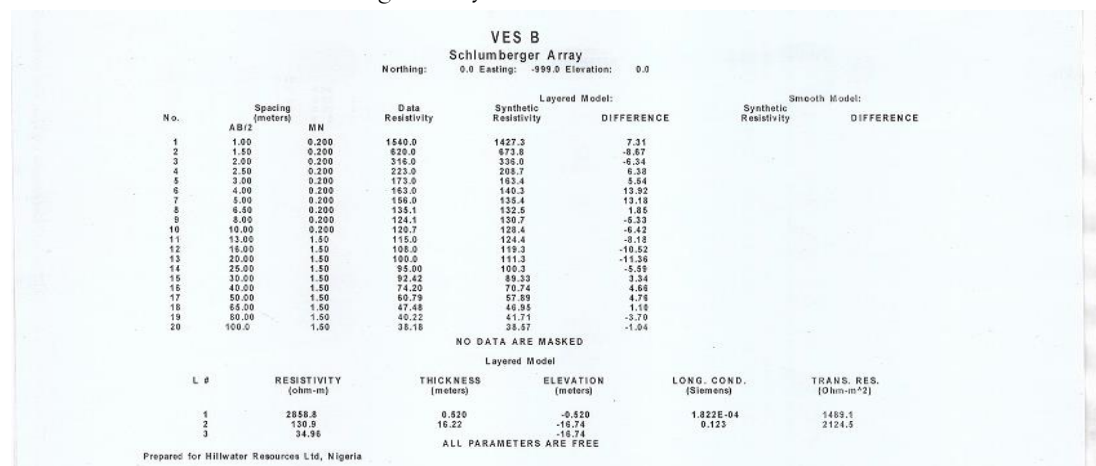 VES B
Schlumberger Array
Northing: 0.0 Easting: -999.0 Elevation: 0.0
Layered Model: Smooth Model:
Spacing Data Synthetic Synthetic
No. (meters) Resistivity Resistivity DIFFERENCE Resistivity DIFFERENCE
AB/2 MN
1 1.00 0.200 1540.0 1427.3 7.31
2 1.50 0.200 620.0 673.8 -8.67
3 2.00 0.200 316.0 336.0 -6.34
4 2.50 0.200 223.0 208.7 6.38
5 3.00 0.200 173.0 163.4 5.54
6 4.00 0.200 163.0 140.3 13.92
7 5.00 0.200 156.0 135.4 13.18
8 6.50 0.200 135.1 132.5 1.85
9 8.00 0.200 124.1 130.7 -5.33
10 10.00 0.200 120.7 128.4 -6.42
11 13.00 1.50 115.0 124.4 -8.18
12 16.00 1.50 108.0 119.3 -10.52
13 20.00 1.50 100.0 111.3 -11.36
14 25.00 1.50 95.00 100.3 -5.59
15 30.00 1.50 92.42 89.33 3.34
16 40.00 1.50 74.20 70.74 4.66
17 50.00 1.50 60.79 57.89 4.76
18 65.00 1.50 47.48 46.95 1.10
19 80.00 1.50 40.22 41.71 -3.70
20 100.0 1.50 38.18 38.57 -1.04
NO DATA ARE MASKED
Layered Model
L # RESISTIVITY THICKNESS ELEVATION LONG. COND. TRANS. RES.
(ohm-m) (meters) (meters) (Siemens) (Ohm-m^2)
1 2858.8 0.520 -0.520 1.822E-04 1489.1
2 130.9 16.22 -16.74 0.123 2124.5
3 34.96 -16.74
ALL PARAMETERS ARE FREE
Prepared for Hillwater Resources Ltd, Nigeria